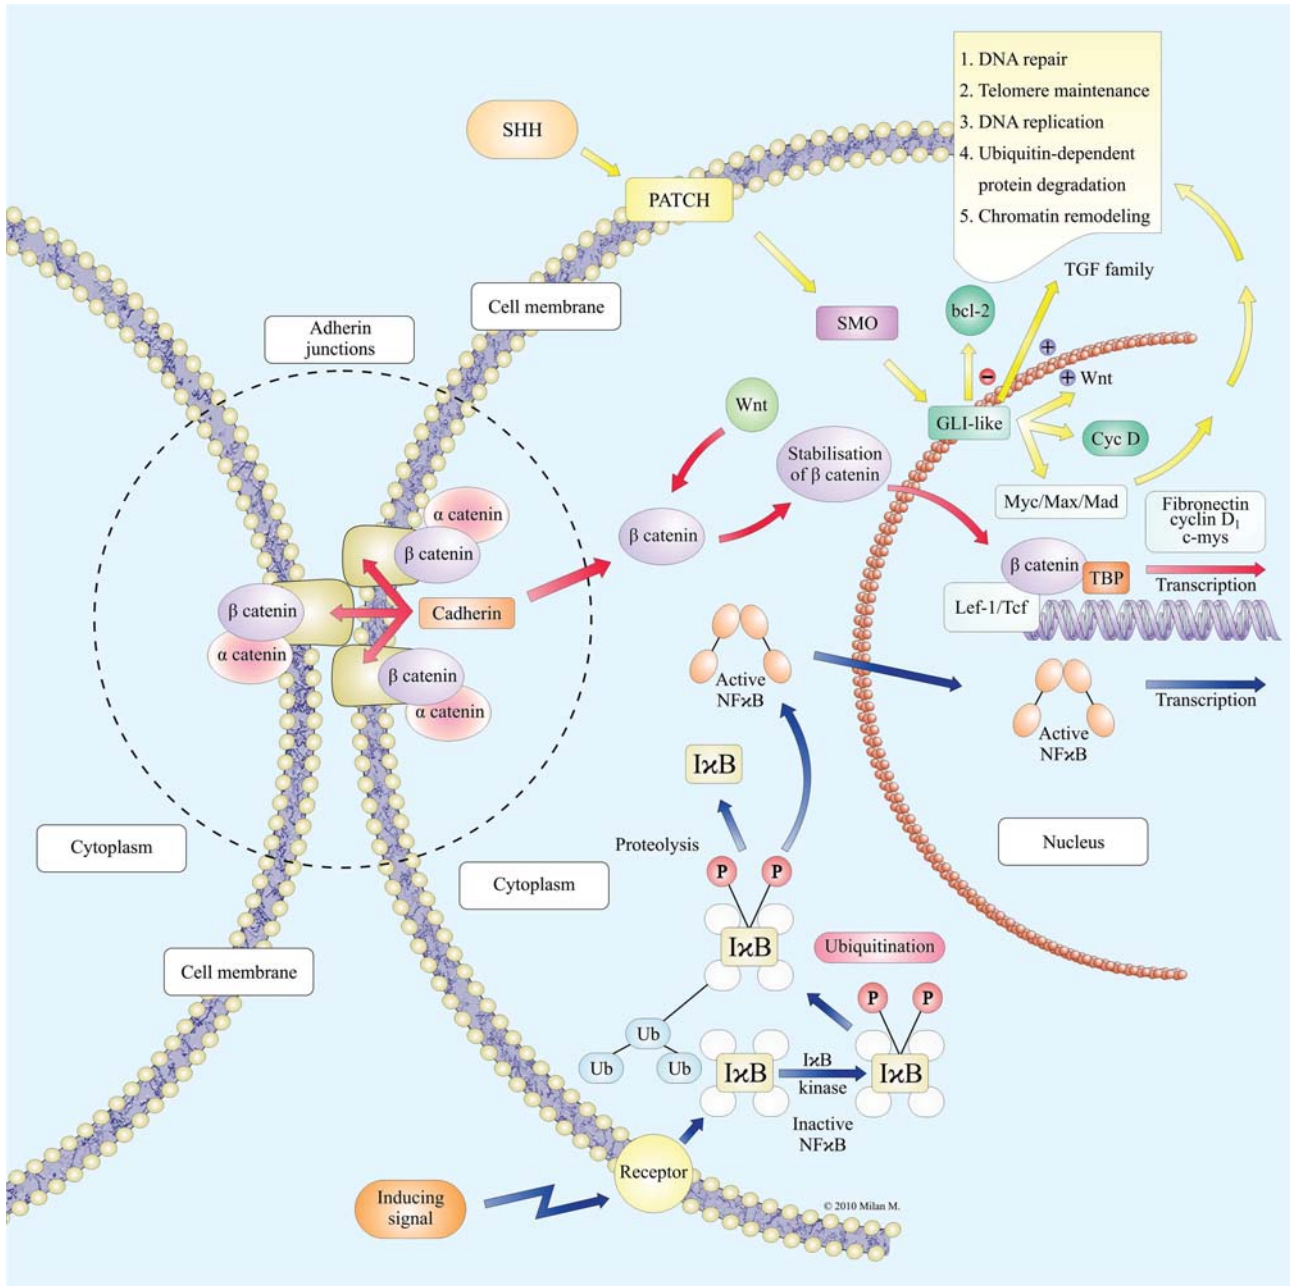 1. DNA repair
2. Telomere maintenance
3. DNA replication
4. Ubiquitin-dependent
protein degradation
5. Chromatin remodeling
SHH
PATCH
TGF family
Cell membrane
bcl-2
SMO
Adherin
junctions
+
+ Wnt
−
Wnt
GLI-like
Cyc D
Stabilisation
of β catenin
Myc/Max/Mad
Fibronectin
cyclin D1
c-mys
α catenin
β catenin
β catenin
β catenin
TBP
Transcription
β catenin
Cadherin
Lef-1/Tcf
α catenin
β catenin
α catenin
Active
NFϰB
Transcription
Active
NFϰB
IϰB
Proteolysis
Cytoplasm
Nucleus
P
P
Cytoplasm
IϰB
Ubiquitination
Cell membrane
P
P
Ub
Ub
Ub
IϰB
IϰB
kinase
IϰB
Inactive
NFϰB
Receptor
Inducing
signal
© 2010 Milan M.